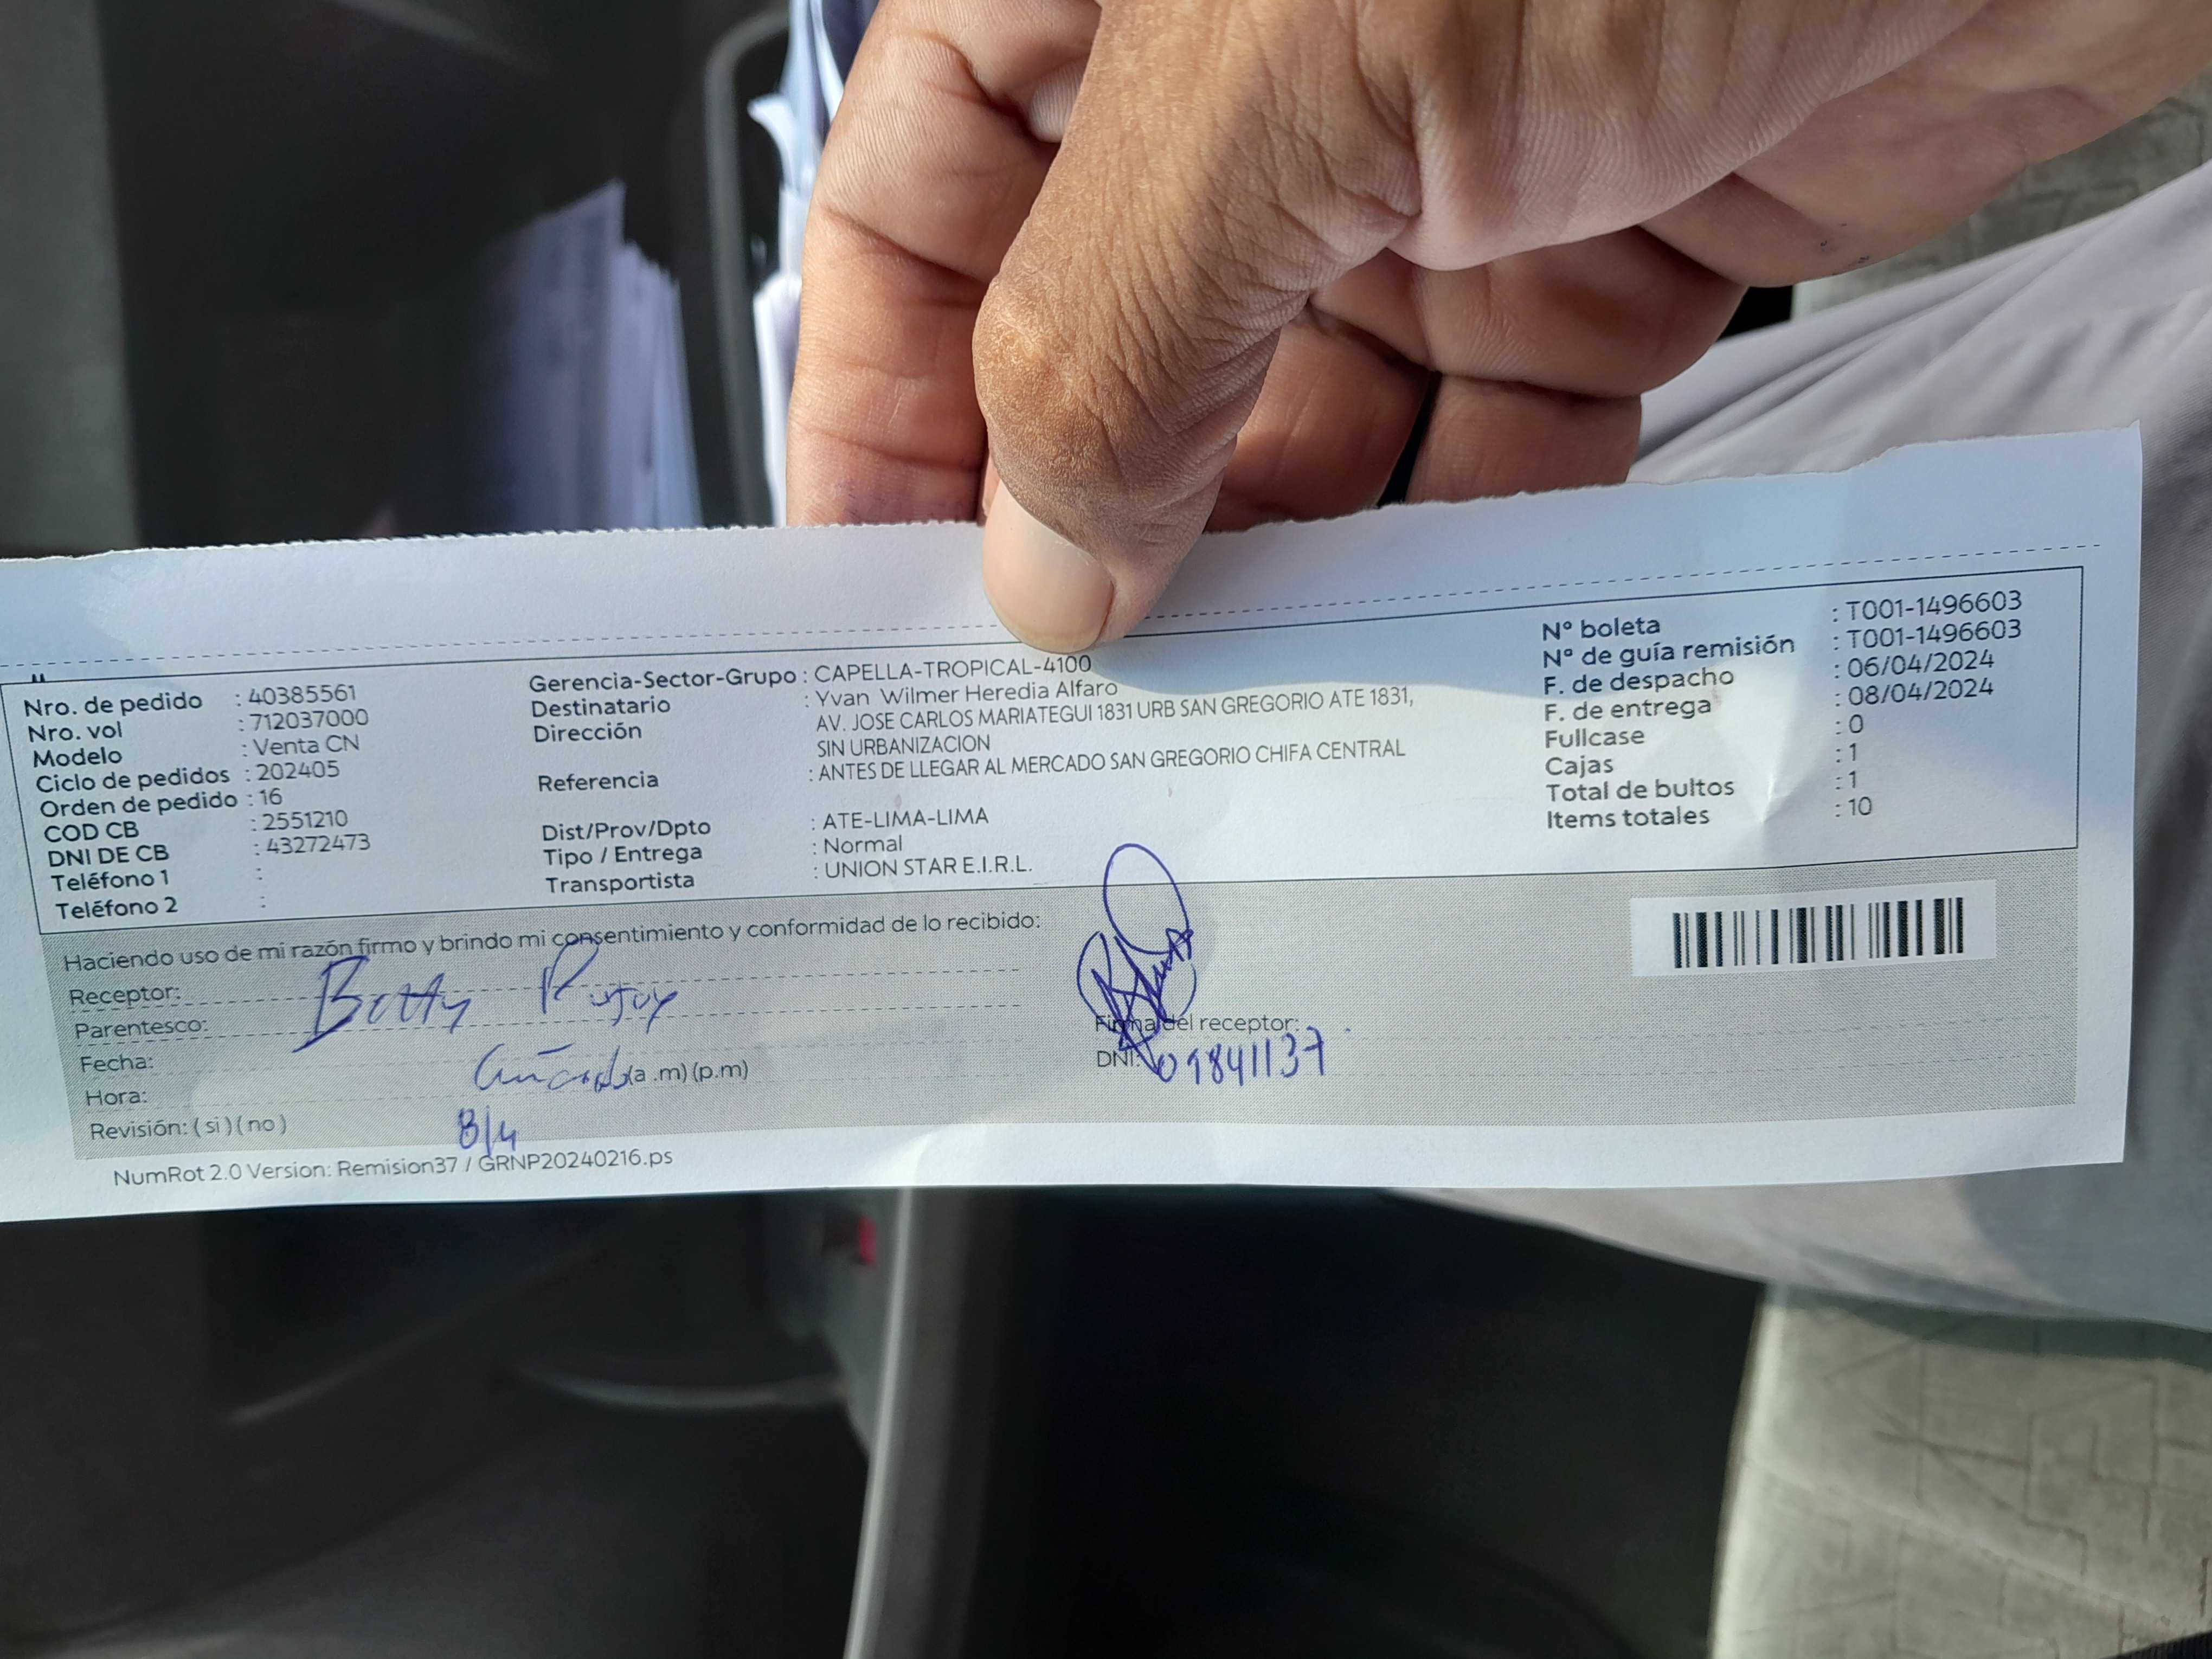 Nro. de pedido : 40385561
Nro. vol : 712037000
Modelo : Venta CN
Ciclo de pedidos : 202405
Orden de pedido : 16
COD CB : 2551210
DNI DE CB : 43272473
Teléfono 1 :
Teléfono 2 :
Gerencia-Sector-Grupo : CAPELLA-TROPICAL-4100
Destinatario : Yvan Wilmer Heredia Alfaro
Dirección AV. JOSE CARLOS MARIATEGUI 1831 URB SAN GREGORIO ATE 1831,
SIN URBANIZACION
Referencia : ANTES DE LLEGAR AL MERCADO SAN GREGORIO CHIFA CENTRAL
Dist/Prov/Dpto : ATE-LIMA-LIMA
Tipo / Entrega : Normal
Transportista : UNION STAR E.I.R.L.
N° boleta : T001-1496603
N° de guía remisión : T001-1496603
F. de despacho : 06/04/2024
F. de entrega : 08/04/2024
Fullcase : 0
Cajas : 1
Total de bultos : 1
Items totales : 10
Haciendo uso de mi razón firmo y brindo mi consentimiento y conformidad de lo recibido:
Receptor: Betty
Parentesco:
Fecha:
Hora: (a .m) (p.m)
Revisión: ( si ) ( no ) 8/4
Firma del receptor:
DNI: 09841137
NumRot 2.0 Version: Remision37 / GRNP20240216.ps